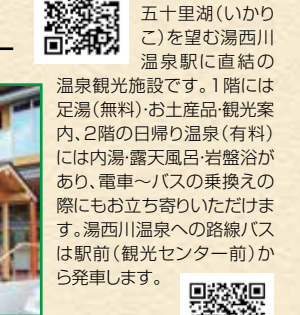 五十里湖(いかり
こ)を望む湯西川
温泉駅に直結の
温泉観光施設です。1階には
足湯(無料)・お土産品・観光案
内、2階の日帰り温泉(有料)
には内湯・露天風呂・岩盤浴が
あり、電車～バスの乗換えの
際にもお立ち寄りいただけま
す。湯西川温泉への路線バス
は駅前(観光センター前)か
ら発車します。